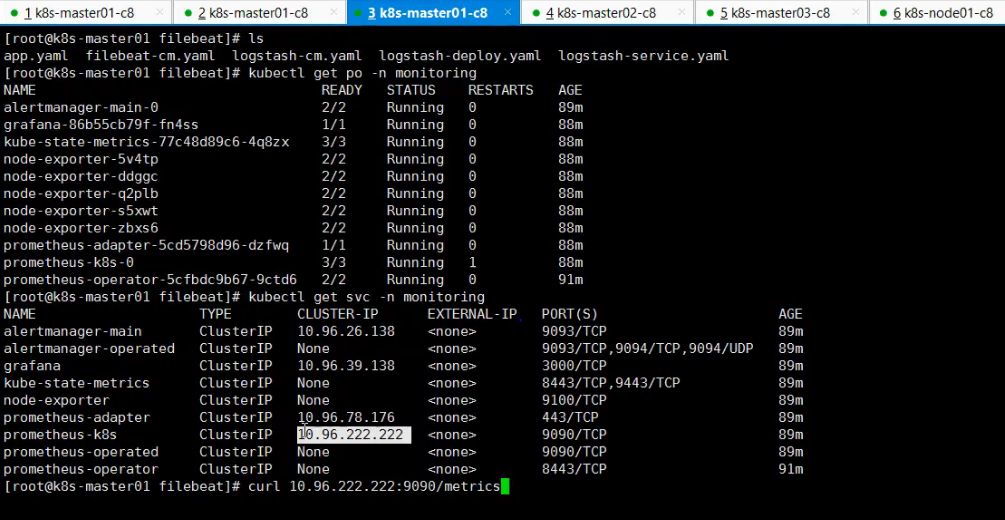 1 k8s-master01-c8 × 2 k8s-master01-c8 × 3 k8s-master01-c8 × 4 k8s-master02-c8 × 5 k8s-master03-c8 × 6 k8s-node01-c8
[root@k8s-master01 filebeat]# ls
app.yaml  filebeat-cm.yaml  logstash-cm.yaml  logstash-deploy.yaml  logstash-service.yaml
[root@k8s-master01 filebeat]# kubectl get po -n monitoring
NAME                                   READY   STATUS    RESTARTS   AGE
alertmanager-main-0                    2/2     Running   0          89m
grafana-86b55cb79f-fn4ss               1/1     Running   0          88m
kube-state-metrics-77c48d89c6-4q8zx    3/3     Running   0          88m
node-exporter-5v4tp                    2/2     Running   0          88m
node-exporter-ddggc                    2/2     Running   0          88m
node-exporter-q2plb                    2/2     Running   0          88m
node-exporter-s5xwt                    2/2     Running   0          88m
node-exporter-zbxs6                    2/2     Running   0          88m
prometheus-adapter-5cd5798d96-dzfwq    1/1     Running   0          88m
prometheus-k8s-0                       3/3     Running   1          88m
prometheus-operator-5cfbdc9b67-9ctd6   2/2     Running   0          91m
[root@k8s-master01 filebeat]# kubectl get svc -n monitoring
NAME                    TYPE        CLUSTER-IP      EXTERNAL-IP   PORT(S)                      AGE
alertmanager-main       ClusterIP   10.96.26.138    <none>        9093/TCP                     89m
alertmanager-operated   ClusterIP   None            <none>        9093/TCP,9094/TCP,9094/UDP   89m
grafana                 ClusterIP   10.96.39.138    <none>        3000/TCP                     89m
kube-state-metrics      ClusterIP   None            <none>        8443/TCP,9443/TCP            89m
node-exporter           ClusterIP   None            <none>        9100/TCP                     89m
prometheus-adapter      ClusterIP   10.96.78.176    <none>        443/TCP                      89m
prometheus-k8s          ClusterIP   10.96.222.222   <none>        9090/TCP                     89m
prometheus-operated     ClusterIP   None            <none>        9090/TCP                     89m
prometheus-operator     ClusterIP   None            <none>        8443/TCP                     91m
[root@k8s-master01 filebeat]# curl 10.96.222.222:9090/metrics